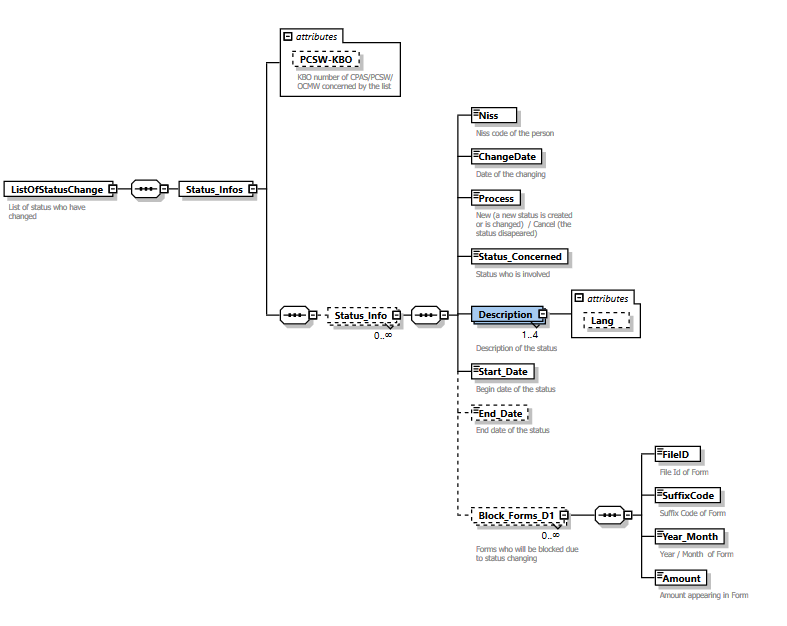 attributes
PCSW-KBO
KBO number of CPAS/PCSW/
OCMW concerned by the list
ListOfStatusChange
List of status who have
changed
Status_Infos
Niss
Niss code of the person
ChangeDate
Date of the changing
Process
New (a new status is created
or is changed) / Cancel (the
status disapeared)
Status_Concerned
Status who is involved
Status_Info
0..∞
Description
1..4
Description of the status
attributes
Lang
Start_Date
Begin date of the status
End_Date
End date of the status
Block_Forms_D1
0..∞
Forms who will be blocked due
to status changing
FileID
File Id of Form
SuffixCode
Suffix Code of Form
Year_Month
Year / Month of Form
Amount
Amount appearing in Form